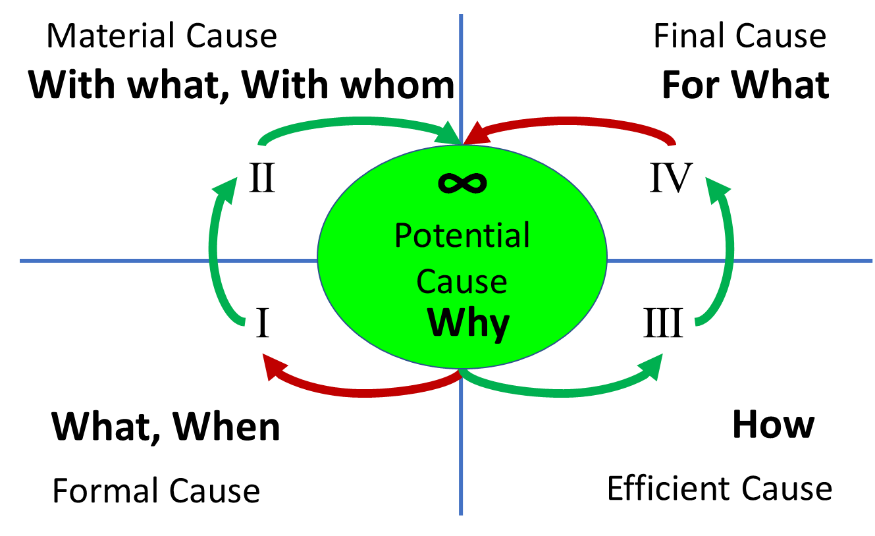 Material Cause
With what, With whom
Final Cause
For What
II
IV
∞
Potential
Cause
Why
I
III
What, When
Formal Cause
How
Efficient Cause